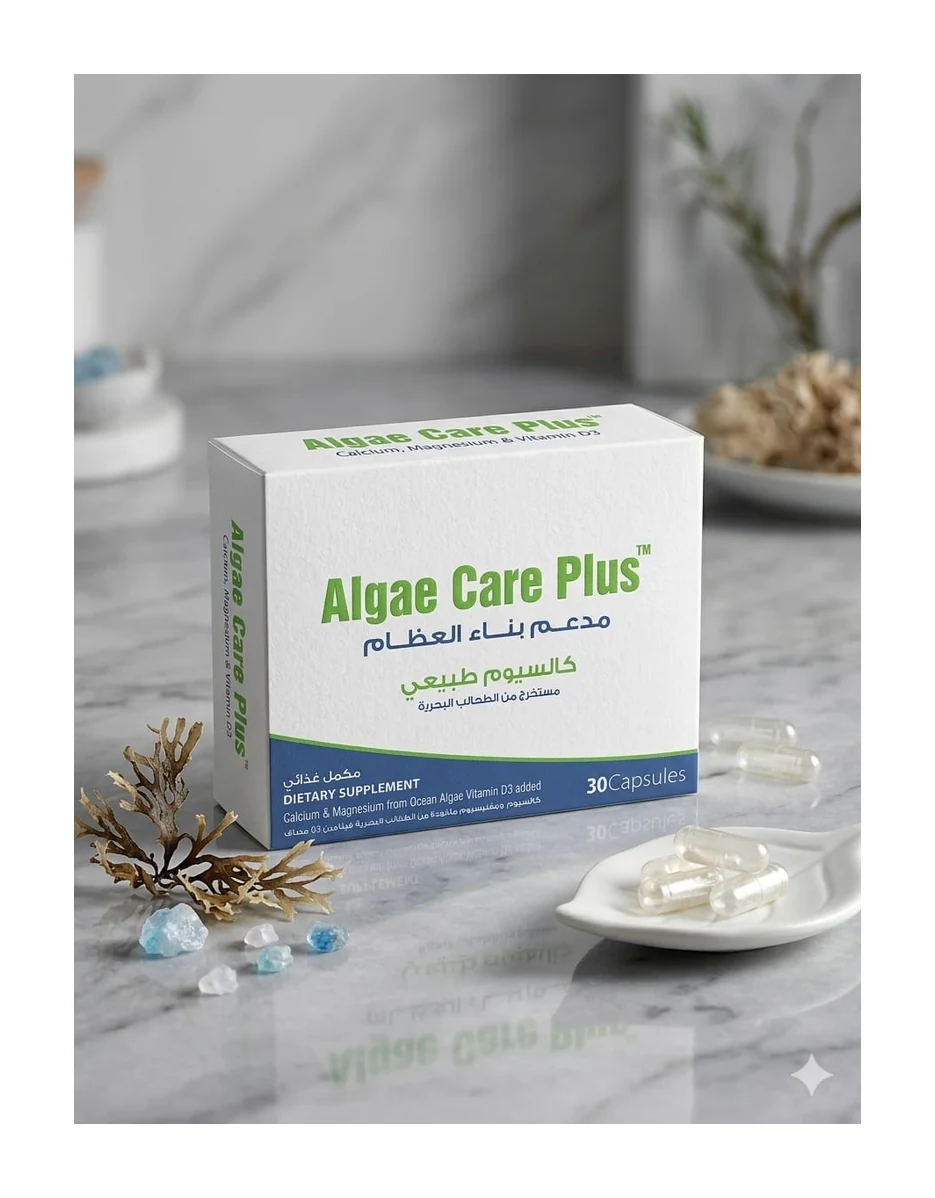 Algae Care Plus™
Calcium, Magnesium & Vitamin D3
Algae Care Plus™
Calcium, Magnesium & Vitamin D3
Algae Care Plus™
مدعم بناء العظام
كالسيوم طبيعي
مستخرج من الطحالب البحرية
مكمل غذائي
DIETARY SUPPLEMENT
Calcium & Magnesium from Ocean Algae Vitamin D3 added
30Capsules